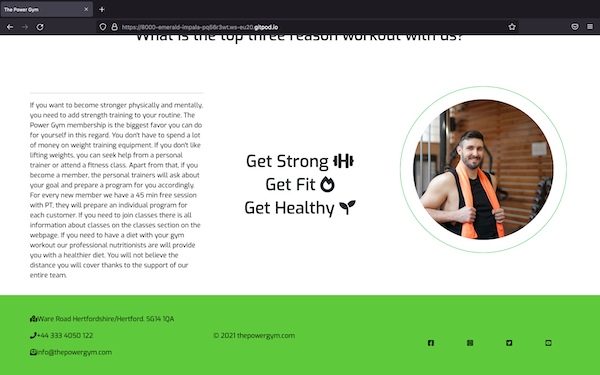 The Power Gym
https://8000-emerald-impala-pq56r3wt.ws-eu20.gitpod.io
What is the top three reason workout with us?
If you want to become stronger physically and mentally,
you need to add strength training to your routine. The
Power Gym membership is the biggest favor you can do
for yourself in this regard. You don't have to spend a lot
of money on weight training equipment. If you don't like
lifting weights, you can seek help from a personal
trainer or attend a fitness class. Apart from that, if you
become a member, the personal trainers will ask about
your goal and prepare a program for you accordingly.
For every new member we have a 45 min free session
with PT, they will prepare an individual program for
each customer. If you need to join classes there is all
information about classes on the classes section on the
webpage. If you need to have a diet with your gym
workout our professional nutritionists are will provide
you with a healthier diet. You will not believe the
distance you will cover thanks to the support of our
entire team.
Get Strong
Get Fit
Get Healthy
Ware Road Hertfordshire/Hertford. SG14 1QA
+44 333 4050 122
info@thepowergym.com
© 2021 thepowergym.com